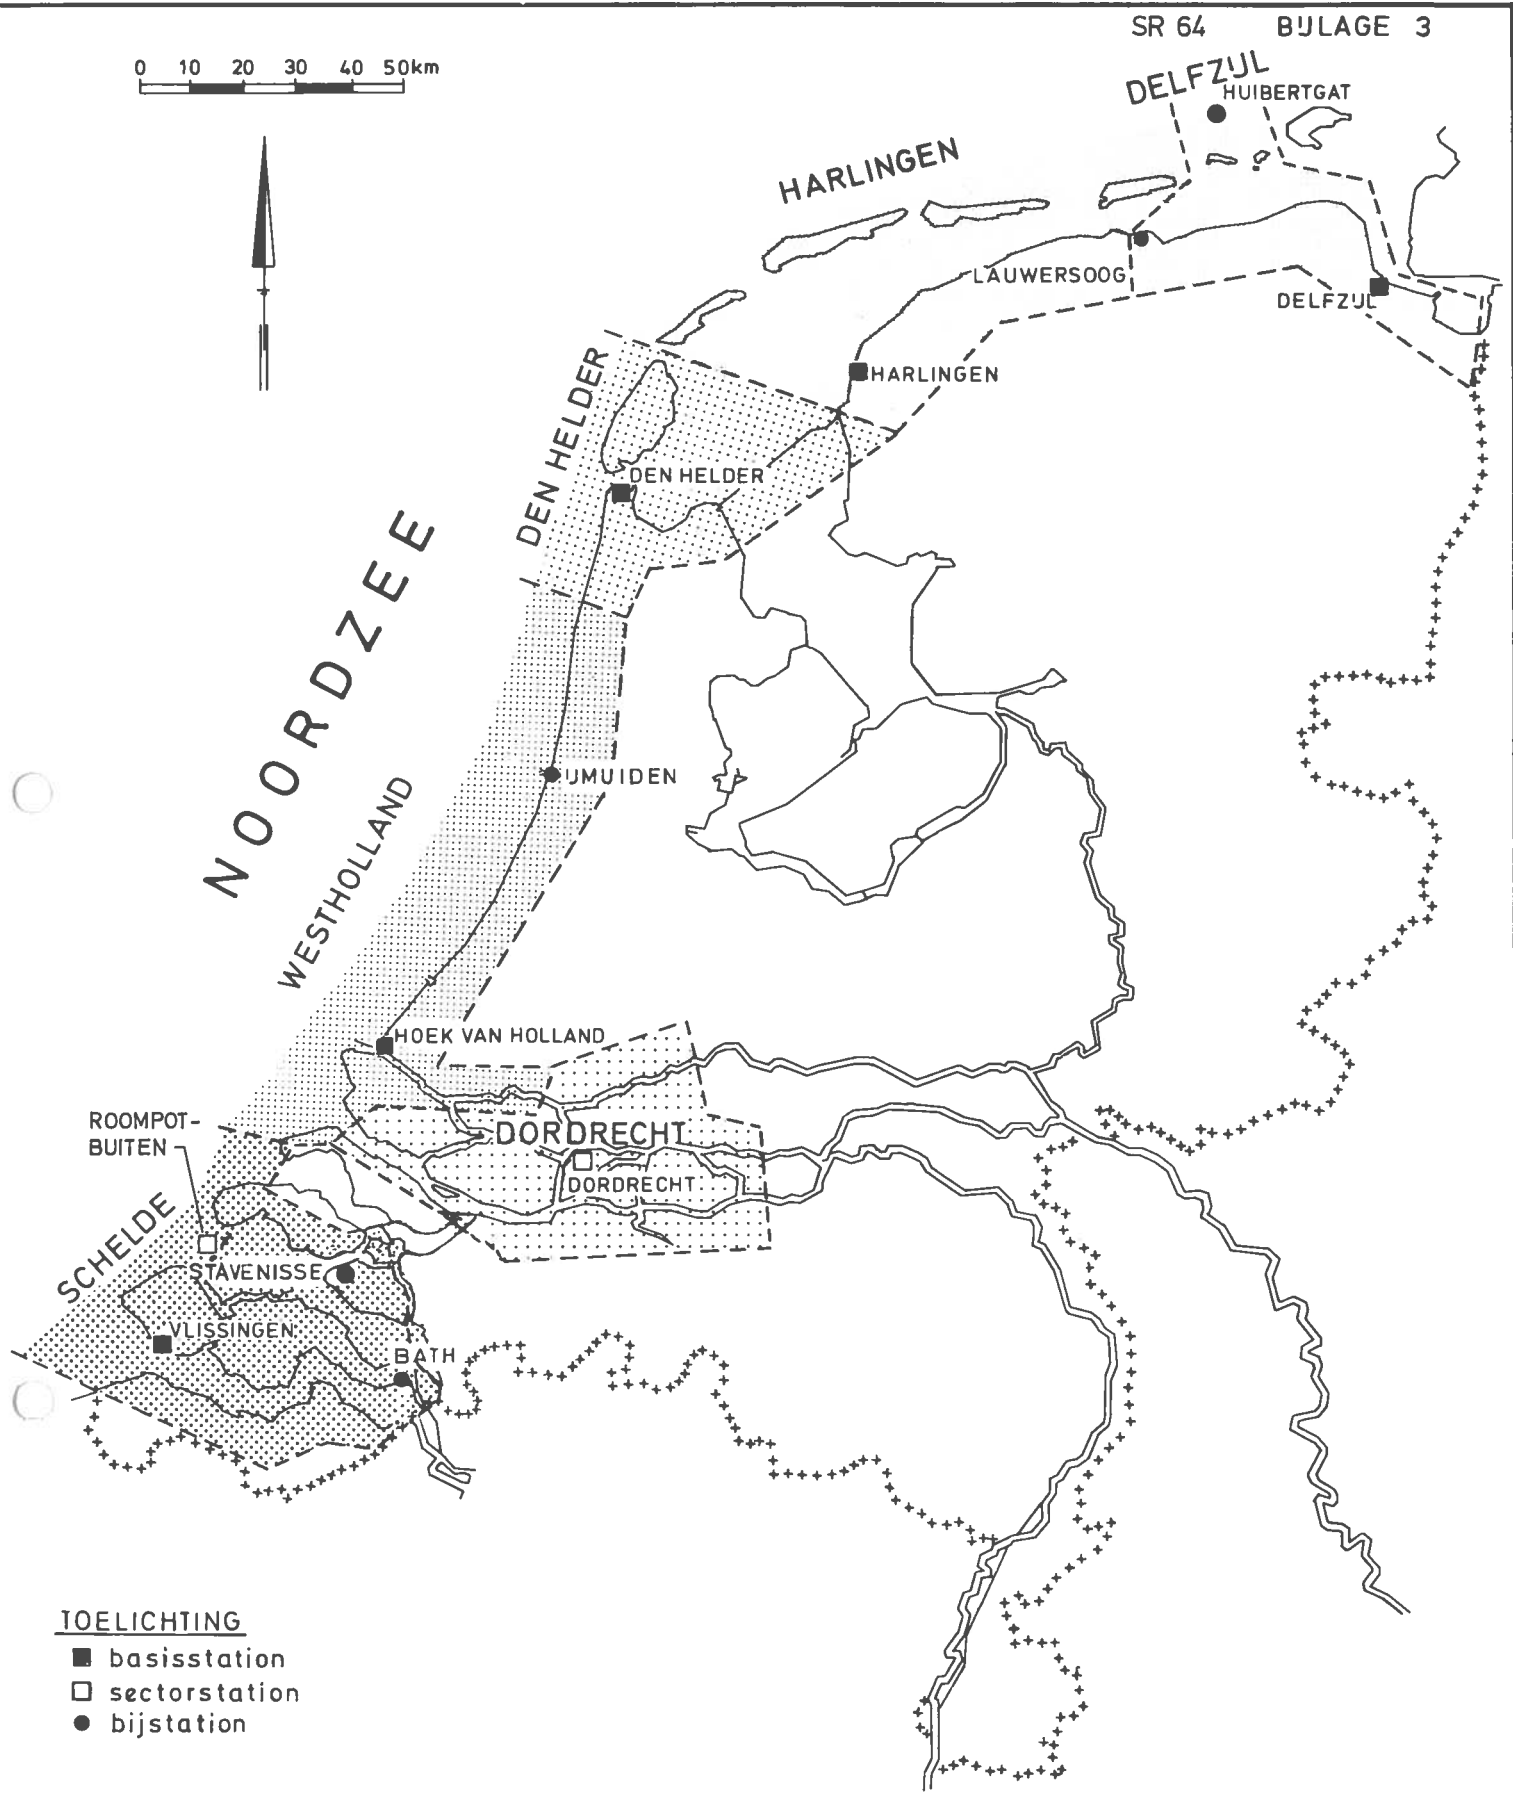 SR 64 BIJLAGE 3
0 10 20 30 40 50km
DELFZIJL
HUIBERTGAT
HARLINGEN
LAUWERSOOG
DELFZIJL
HARLINGEN
DEN HELDER
DEN HELDER
NOORDZEE
IJMUIDEN
WESTHOLLAND
HOEK VAN HOLLAND
ROOMPOT-
BUITEN
DORDRECHT
DORDRECHT
SCHELDE
STAVENISSE
VLISSINGEN
BATH
TOELICHTING
basisstation
sectorstation
bijstation